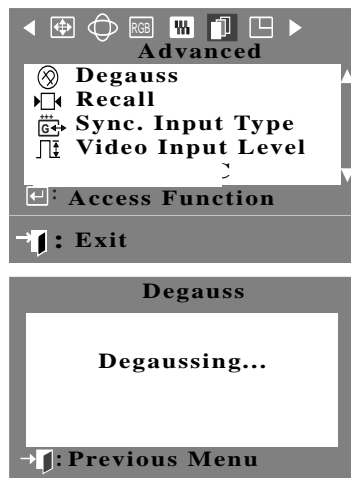 RGB
Advanced
Degauss
Recall
Sync. Input Type
Video Input Level
: Access Function
: Exit
Degauss
Degaussing...
:Previous Menu